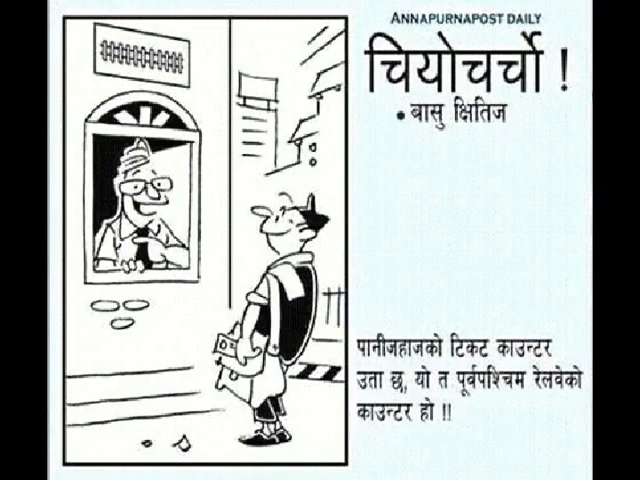 ANNAPURNAPOST DAILY
चियोचर्चो !
• बासु क्षितिज
पानीजहाजको टिकट काउन्टर
उता छ, यो त पूर्वपश्चिम रेलवेको
काउन्टर हो !!